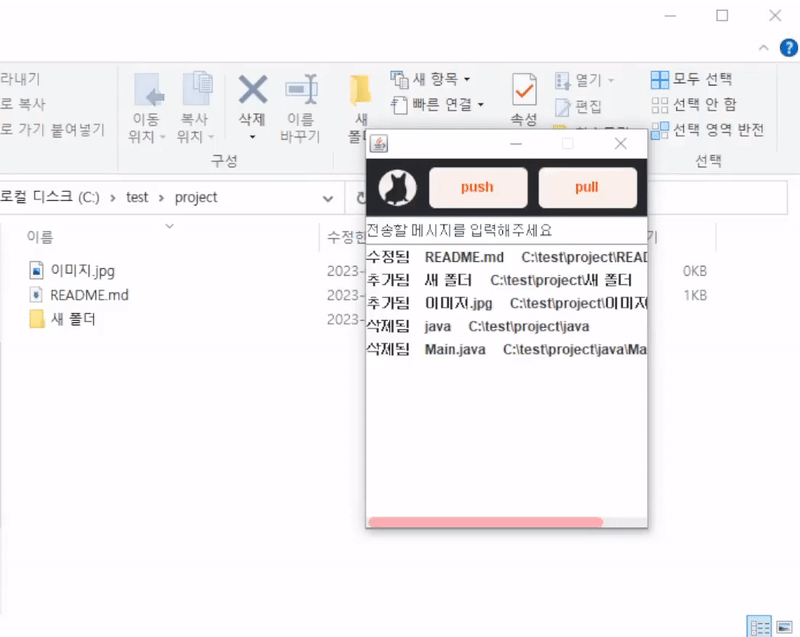 ?
라내기
로 복사
로 가기 붙여넣기
이동
위치
복사
위치
삭제
이름
바꾸기
새
새 항목
빠른 연결
속성
열기
편집
모두 선택
선택 안 함
선택 영역 반전
구성
선택
로컬 디스크 (C:) > test > project
이름
수정한
기
이미지.jpg 2023- 0KB
README.md 2023- 1KB
새 폴더 2023-
push pull
전송할 메시지를 입력해주세요
수정됨 README.md C:\test\project\READ
추가됨 새 폴더 C:\test\project\새 폴더
추가됨 이미지.jpg C:\test\project\이미지
삭제됨 java C:\test\project\java
삭제됨 Main.java C:\test\project\java\Ma